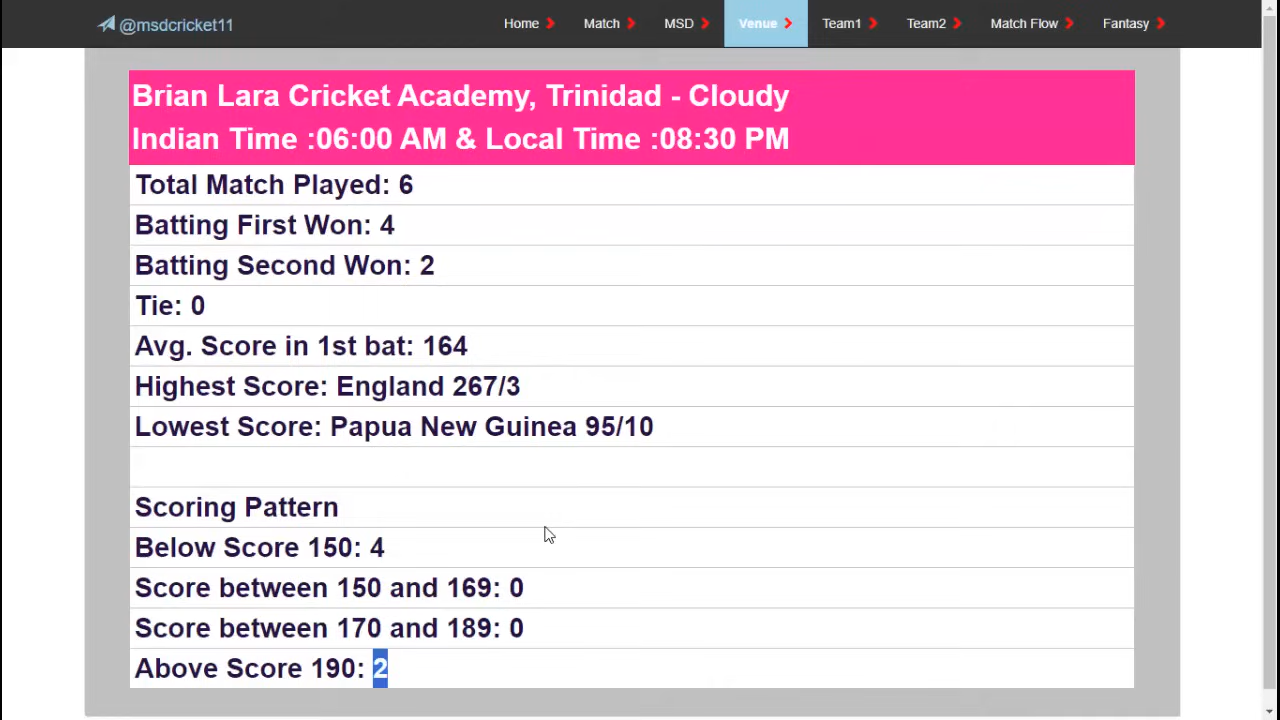 @msdcricket11 Home Match MSD Venue Team1 Team2 Match Flow Fantasy
Brian Lara Cricket Academy, Trinidad - Cloudy
Indian Time :06:00 AM & Local Time :08:30 PM
Total Match Played: 6
Batting First Won: 4
Batting Second Won: 2
Tie: 0
Avg. Score in 1st bat: 164
Highest Score: England 267/3
Lowest Score: Papua New Guinea 95/10
Scoring Pattern
Below Score 150: 4
Score between 150 and 169: 0
Score between 170 and 189: 0
Above Score 190: 2